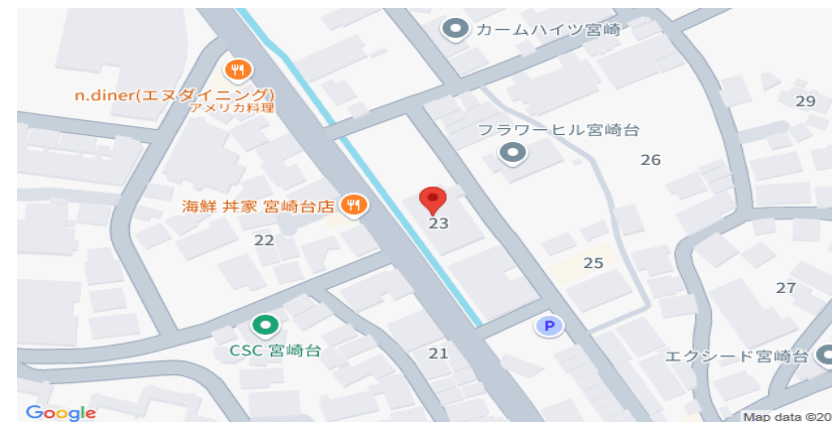 カームハイツ宮崎
n.diner(エヌダイニング)
アメリカ料理
29
フラワーヒル宮崎台
26
海鮮 丼家 宮崎台店
23
22
25
27
P
CSC 宮崎台
21
エクシード宮崎台
Google
Map data ©20